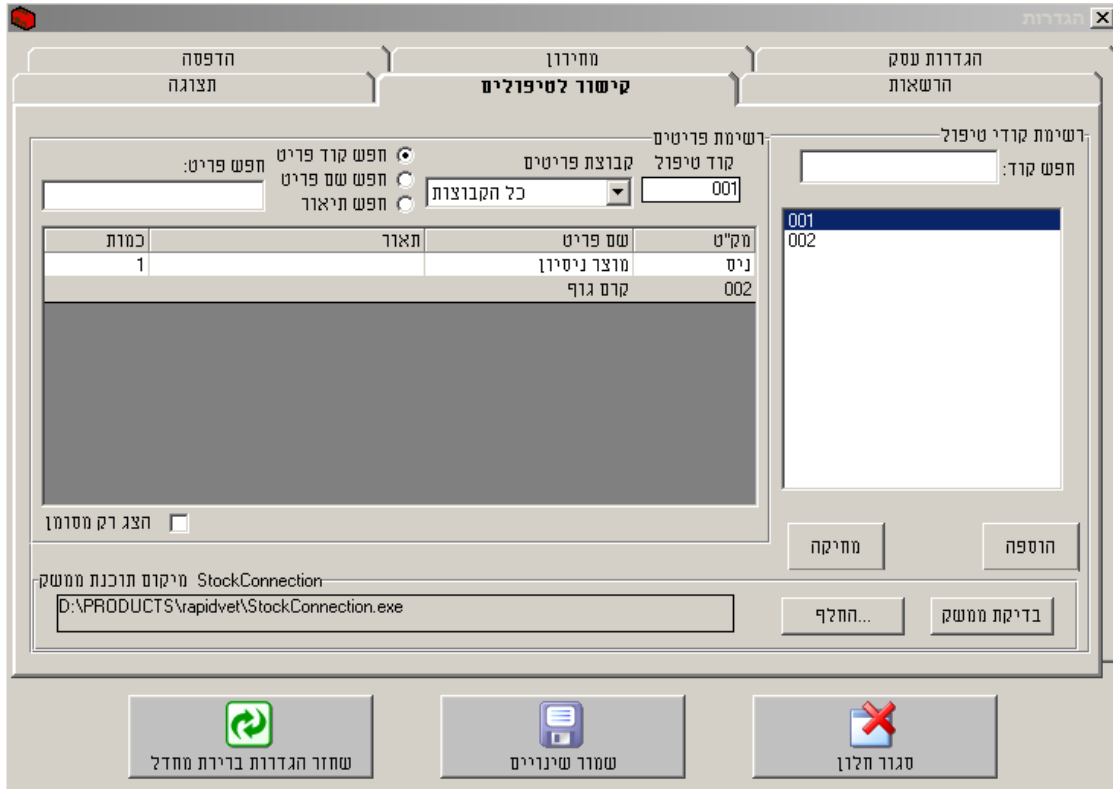 הגדרות
הגדרות עסק
מחירון
הדפסה
הרשאות
קישור לטיפולים
תצוגה
רשימת קודי טיפול
חפש קוד:
001
002
הוספה
מחיקה
רשימת פריטים
קוד טיפול
001
קבוצת פריטים
כל הקבוצות
חפש קוד פריט
חפש שם פריט
חפש תיאור
חפש פריט:
מק"ט שם פריט תאור כמות
ניס מוצר ניסיון 1
002 קרם גוף
הצג רק מסומן
מיקום תוכנת ממשק StockConnection
D:\PRODUCTS\rapidvet\StockConnection.exe
בדיקת ממשק
החלף...
סגור חלון
שמור שינויים
שחזר הגדרות ברירת מחדל